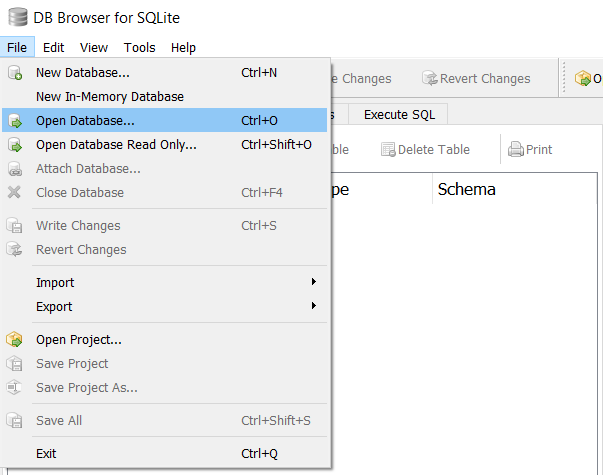 DB Browser for SQLite
File Edit View Tools Help
New Database... Ctrl+N
New In-Memory Database
Open Database... Ctrl+O
Open Database Read Only... Ctrl+Shift+O
Attach Database...
Close Database Ctrl+F4
Write Changes Ctrl+S
Revert Changes
Import
Export
Open Project...
Save Project
Save Project As...
Save All Ctrl+Shift+S
Exit Ctrl+Q
Changes Revert Changes
Execute SQL
Delete Table Print
Schema